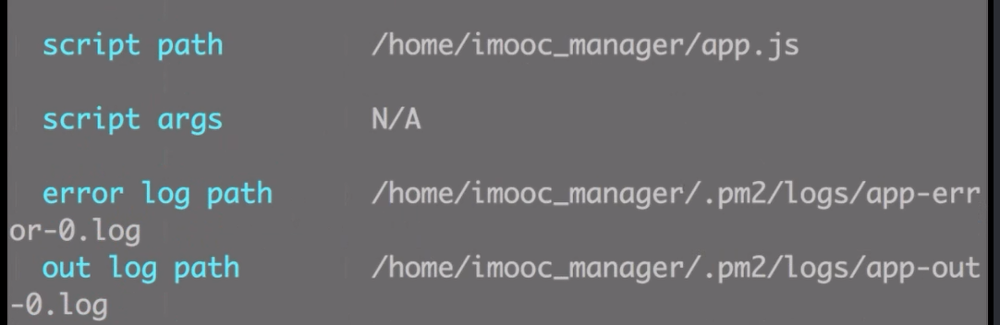 script path /home/imooc_manager/app.js
script args N/A
error log path /home/imooc_manager/.pm2/logs/app-err
or-0.log
out log path /home/imooc_manager/.pm2/logs/app-out
-0.log